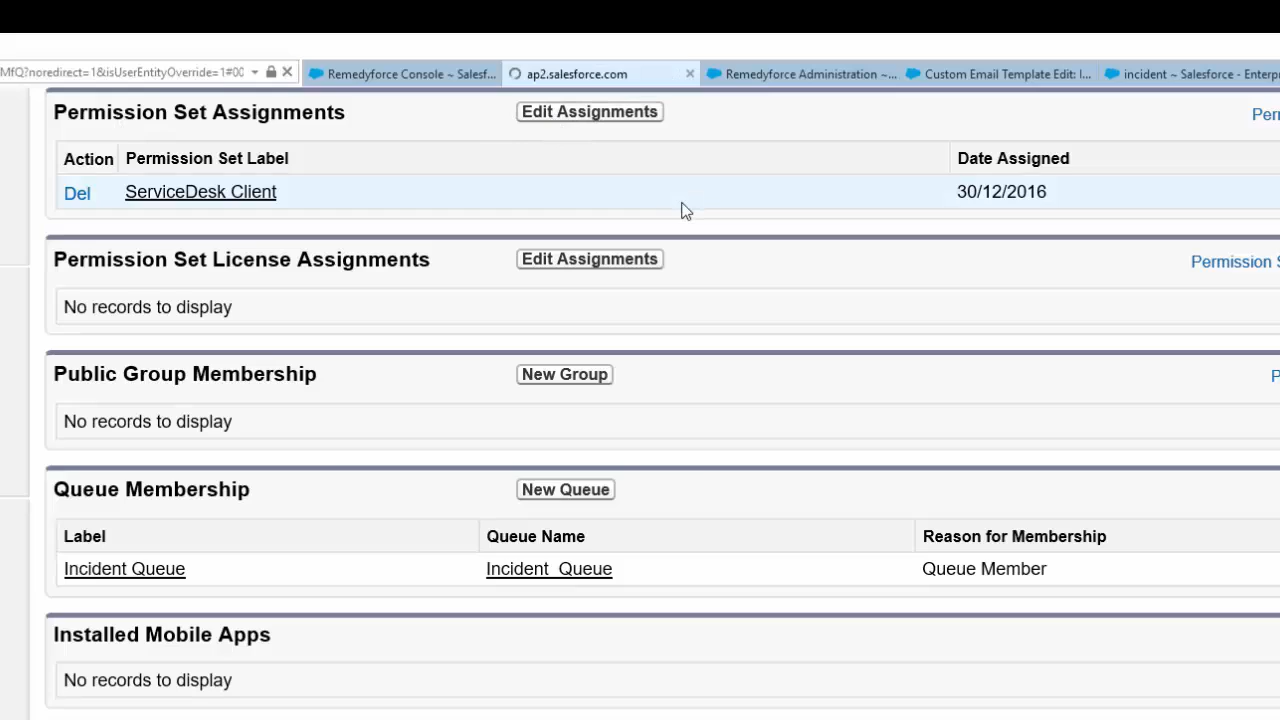 MfQ?noredirect=1&isUserEntityOverride=1#00 Remedyforce Console ~ Salesf... ap2.salesforce.com Remedyforce Administration ~... Custom Email Template Edit: I... incident ~ Salesforce - Enterp
Permission Set Assignments Edit Assignments
Action Permission Set Label Date Assigned
Del ServiceDesk Client 30/12/2016
Permission Set License Assignments Edit Assignments Permission
No records to display
Public Group Membership New Group
No records to display
Queue Membership New Queue
Label Queue Name Reason for Membership
Incident Queue Incident_Queue Queue Member
Installed Mobile Apps
No records to display